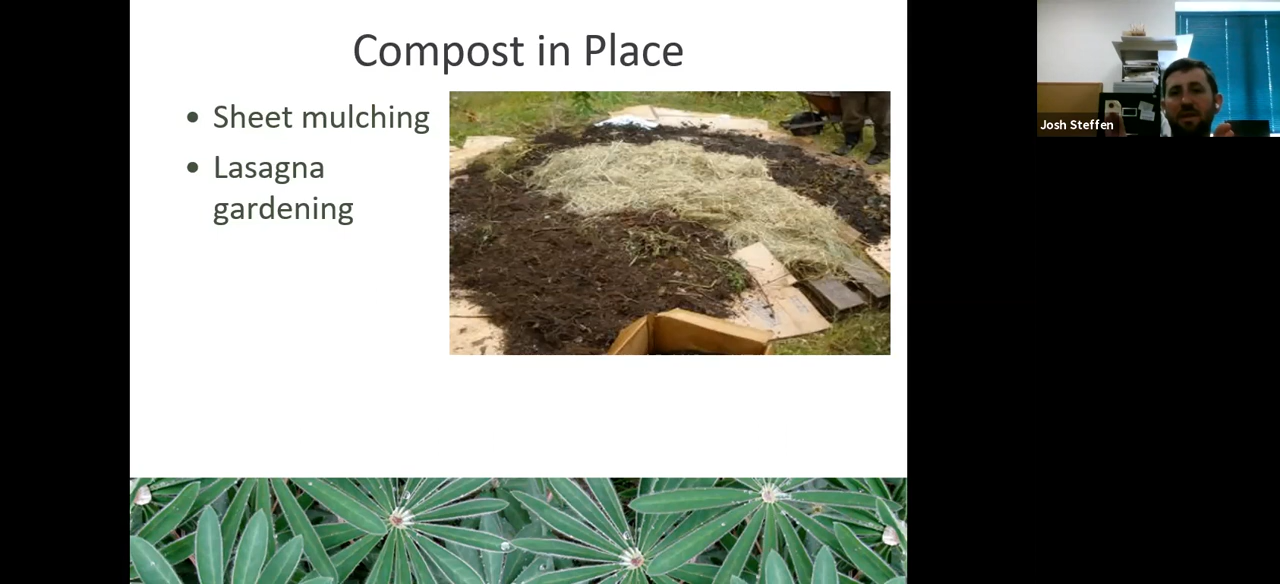 Compost in Place
• Sheet mulching
• Lasagna
gardening
Josh Steffen